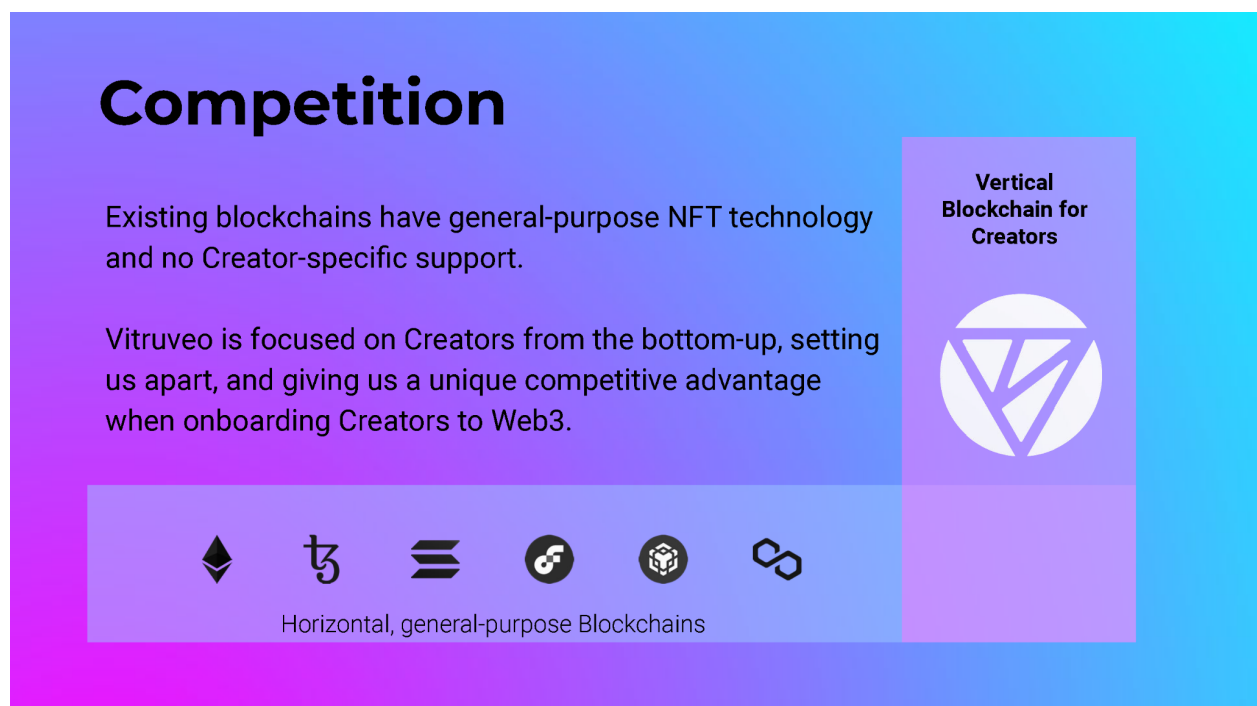 Competition
Existing blockchains have general-purpose NFT technology
and no Creator-specific support.
Vitruveo is focused on Creators from the bottom-up, setting
us apart, and giving us a unique competitive advantage
when onboarding Creators to Web3.
Vertical
Blockchain for
Creators
Horizontal, general-purpose Blockchains